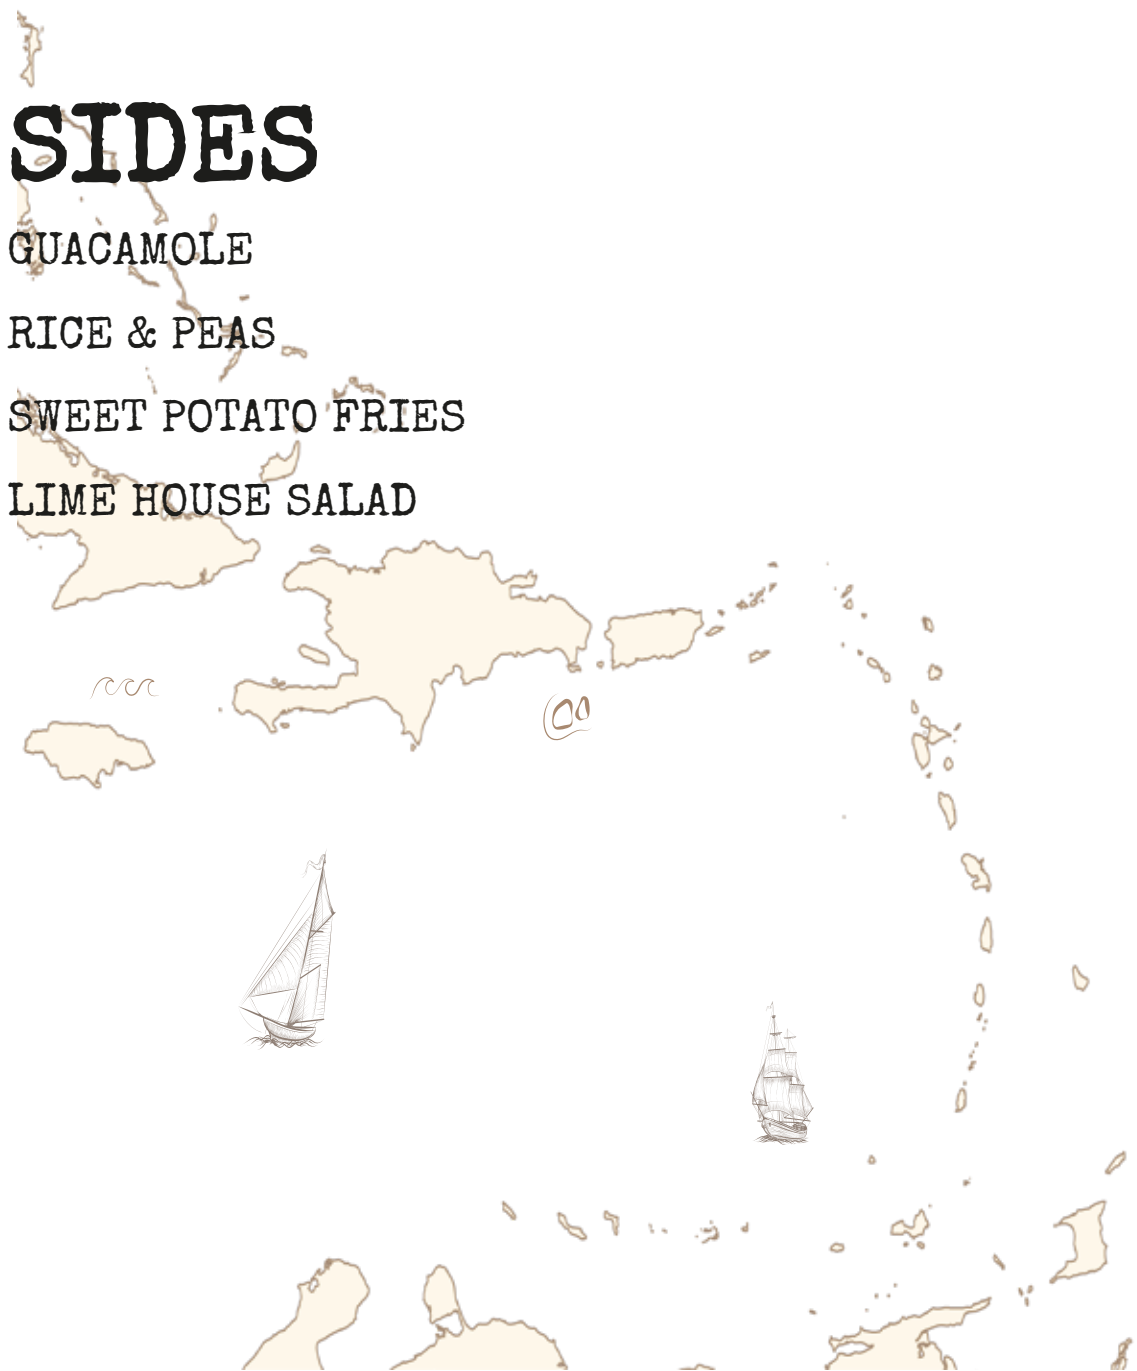 SIDES
GUACAMOLE
RICE & PEAS
SWEET POTATO FRIES
LIME HOUSE SALAD